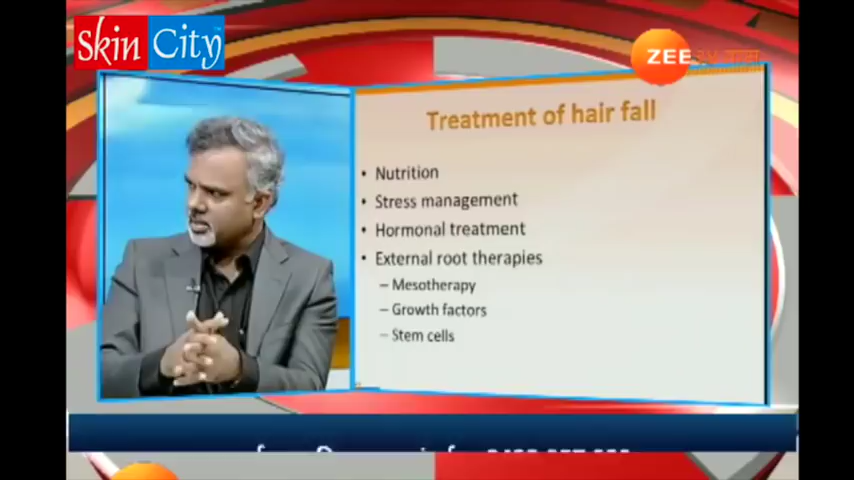 Skin City
ZEE
Treatment of hair fall
• Nutrition
• Stress management
• Hormonal treatment
• External root therapies
– Mesotherapy
– Growth factors
– Stem cells